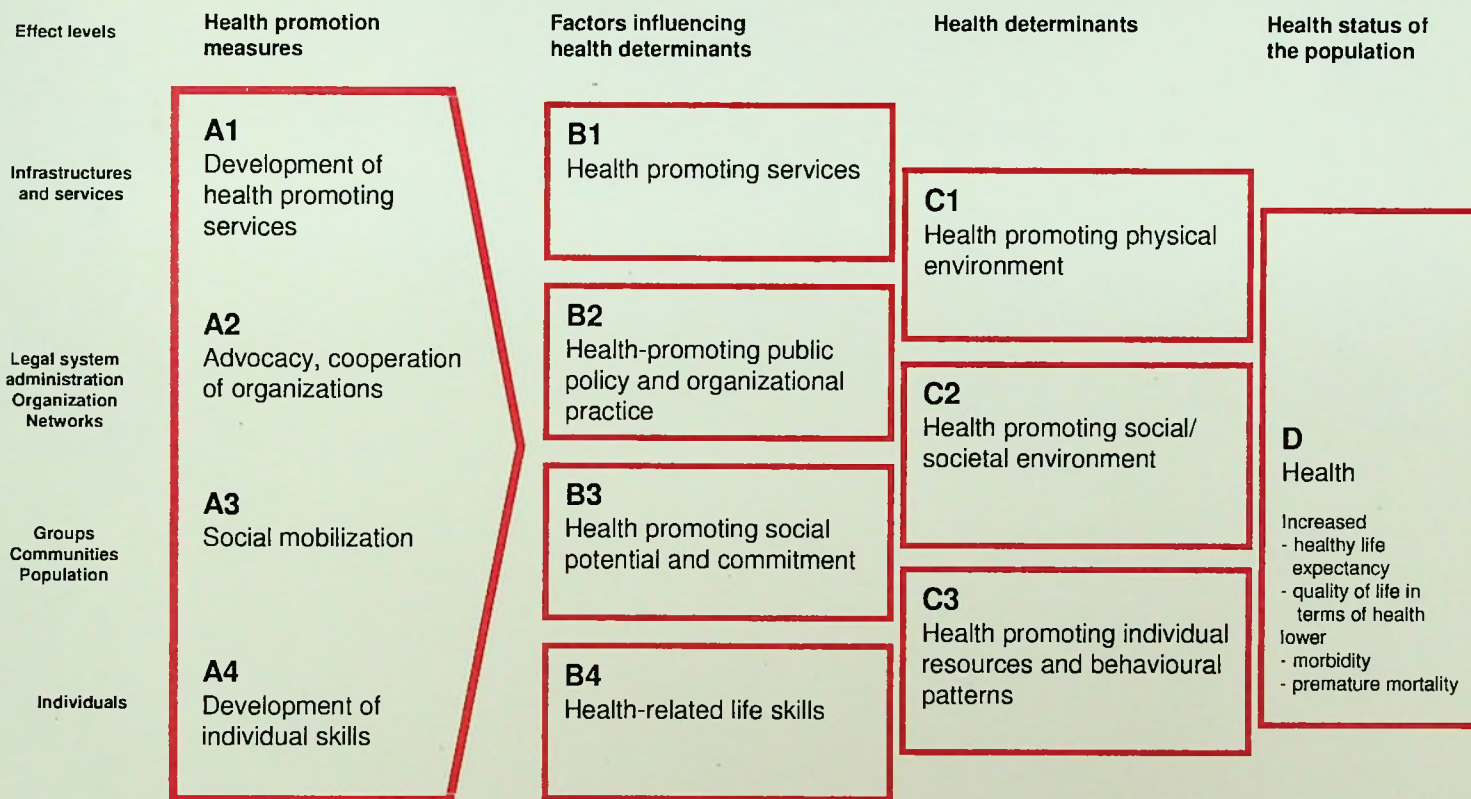 Effect levels
Health promotion
measures
Factors influencing
health determinants
Health determinants
Health status of
the population
Infrastructures
and services
A1
Development of
health promoting
services
B1
Health promoting services
C1
Health promoting physical
environment
Legal system
administration
Organization
Networks
A2
Advocacy, cooperation
of organizations
B2
Health-promoting public
policy and organizational
practice
C2
Health promoting social/
societal environment
Groups
Communities
Population
A3
Social mobilization
B3
Health promoting social
potential and commitment
C3
Health promoting individual
resources and behavioural
patterns
Individuals
A4
Development of
individual skills
B4
Health-related life skills
D
Health
Increased
- healthy life
expectancy
- quality of life in
terms of health
lower
- morbidity
- premature mortality